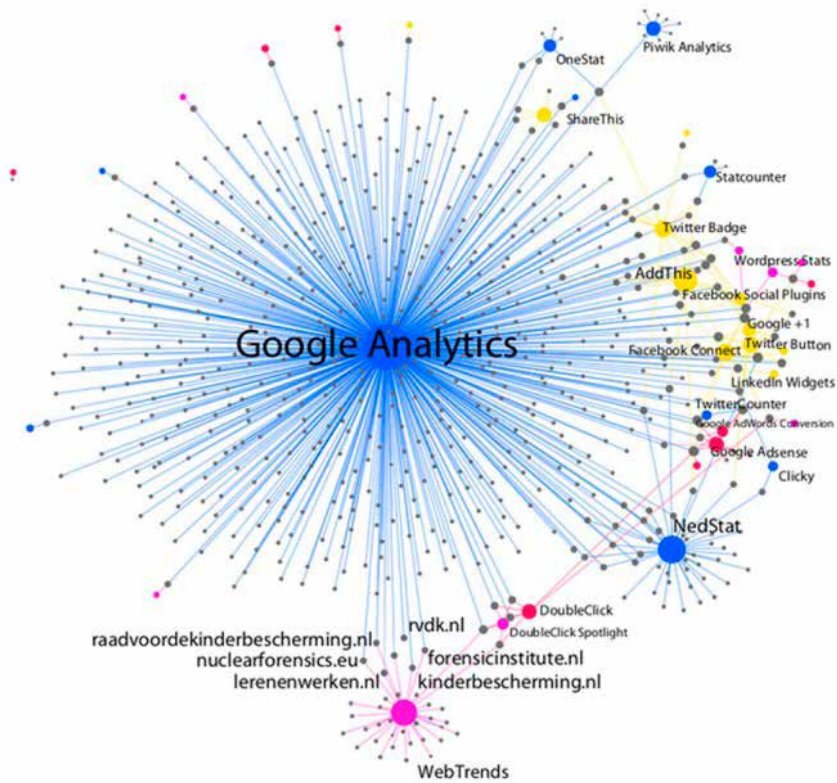 OneStat
Piwik Analytics
ShareThis
Statcounter
Twitter Badge
Wordpress Stats
AddThis
Facebook Social Plugins
Google +1
Google Analytics
Facebook Connect
Twitter Button
LinkedIn Widgets
TwitterCounter
Google AdWords Conversion
Google Adsense
Clicky
NedStat
DoubleClick
rvdk.nl
DoubleClick Spotlight
raadvoordekinderbescherming.nl
nuclearforensics.eu
forensicinstitute.nl
lerenenwerken.nl
kinderbescherming.nl
WebTrends